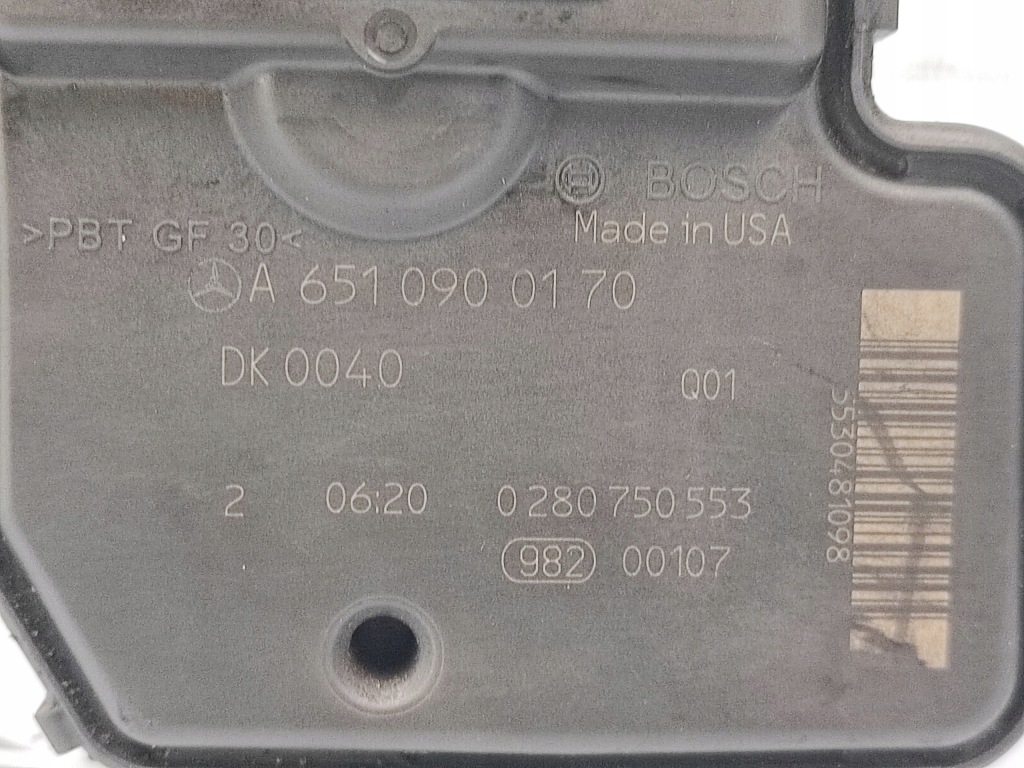 BOSCH
Made in USA
>PBT GF 30<
A 651 090 01 70
DK 0040
Q01
2 06:20 0 280 750 553
982 00107
5530481098